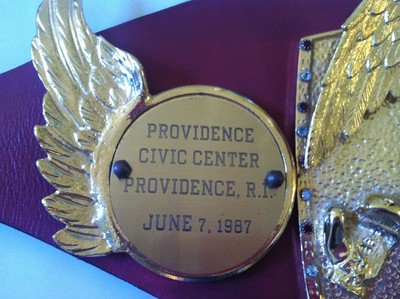 PROVIDENCE
CIVIC CENTER
PROVIDENCE, R.I.
JUNE 7, 1987